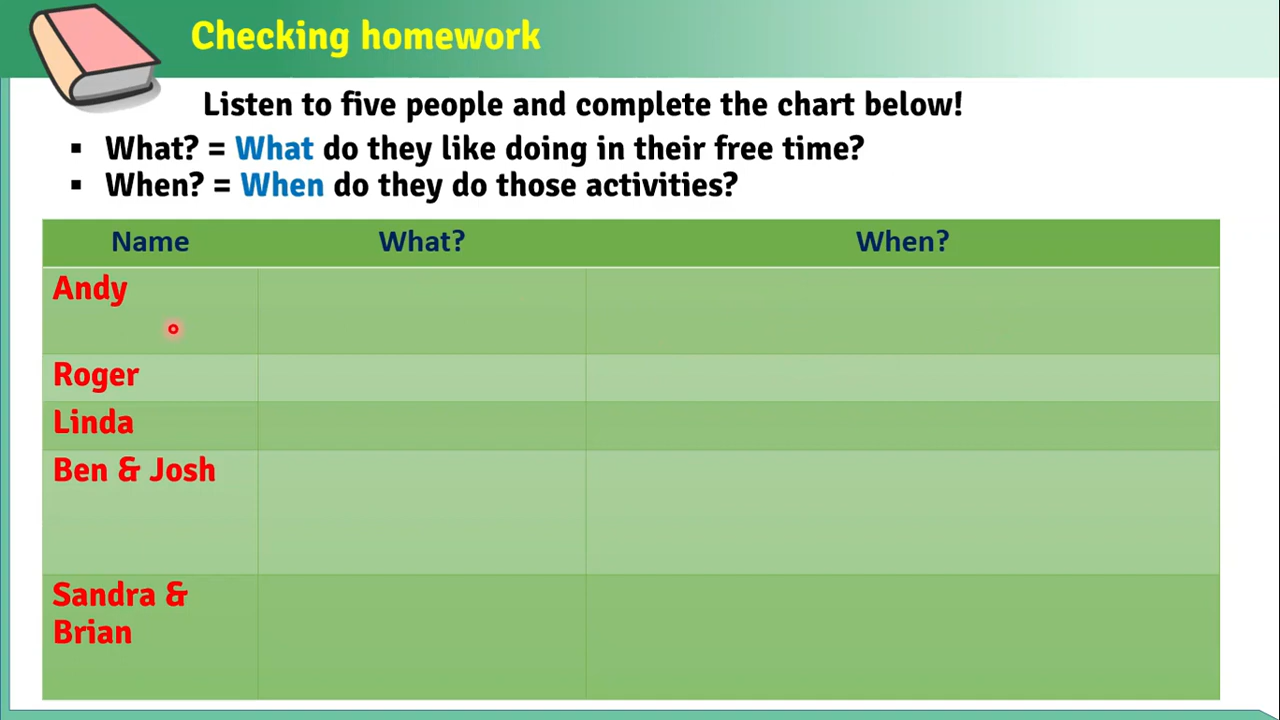 Checking homework
Listen to five people and complete the chart below!
▪ What? = What do they like doing in their free time?
▪ When? = When do they do those activities?
Name What? When?
Andy
Roger
Linda
Ben & Josh
Sandra &
Brian